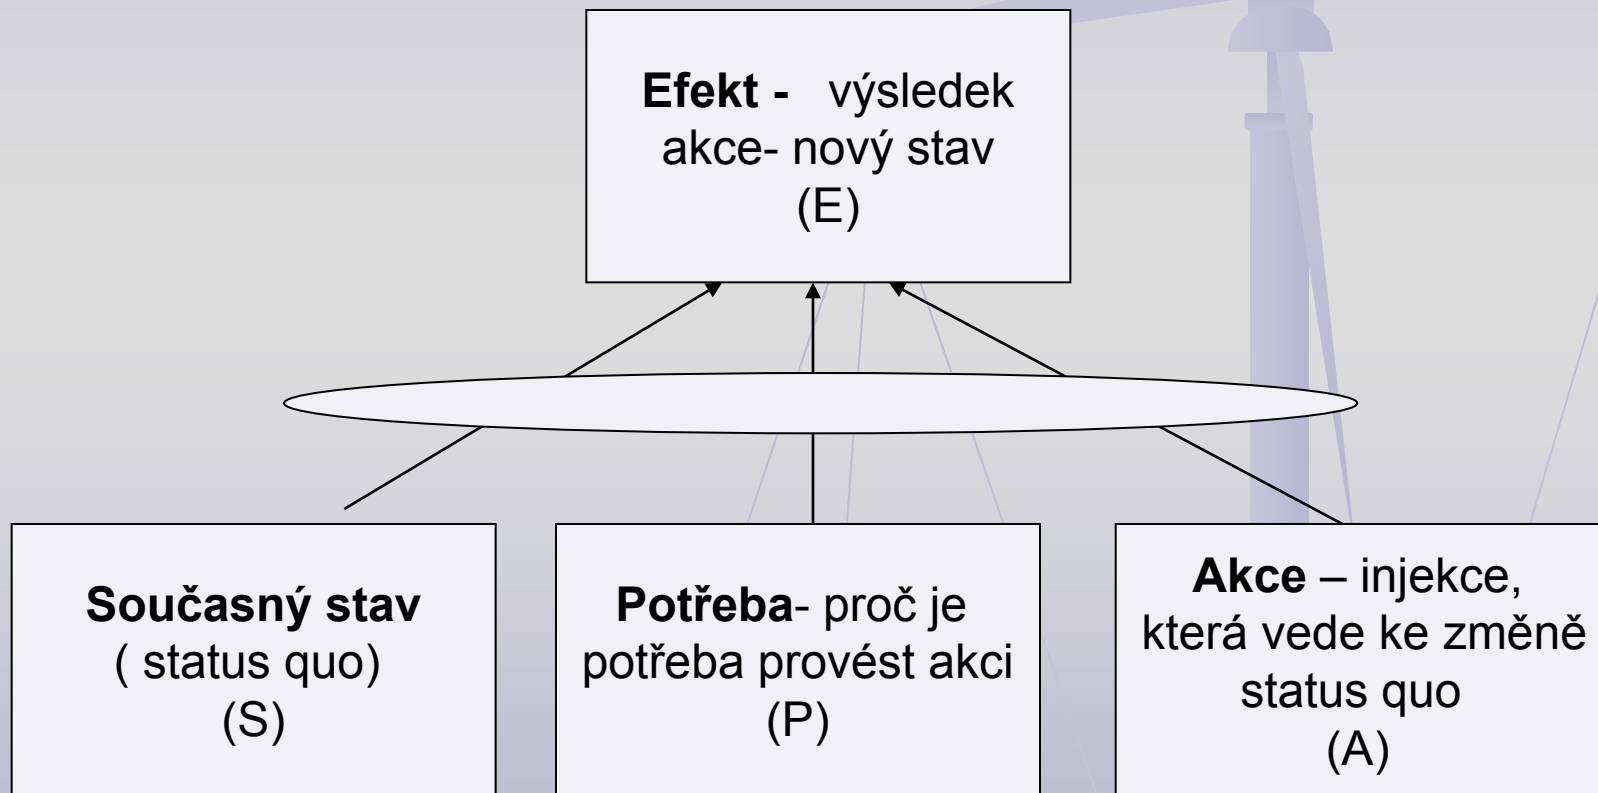 Efekt -   výsledek
akce- nový stav
(E)
Současný stav
( status quo)
(S)
Potřeba- proč je
potřeba provést akci
(P)
Akce – injekce,
která vede ke změně
status quo
(A)